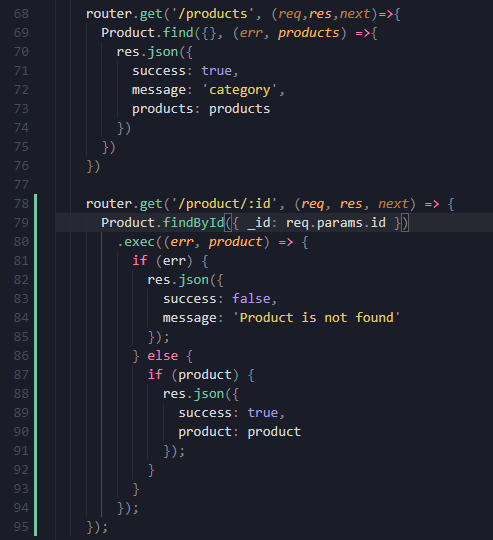 68 router.get('/products', (req,res,next)=>{
69 Product.find({}, (err, products) =>{
70 res.json({
71 success: true,
72 message: 'category',
73 products: products
74 })
75 })
76 })
77
78 router.get('/product/:id', (req, res, next) => {
79 Product.findById({ _id: req.params.id })
80 .exec((err, product) => {
81 if (err) {
82 res.json({
83 success: false,
84 message: 'Product is not found'
85 });
86 } else {
87 if (product) {
88 res.json({
89 success: true,
90 product: product
91 });
92 }
93 }
94 });
95 });